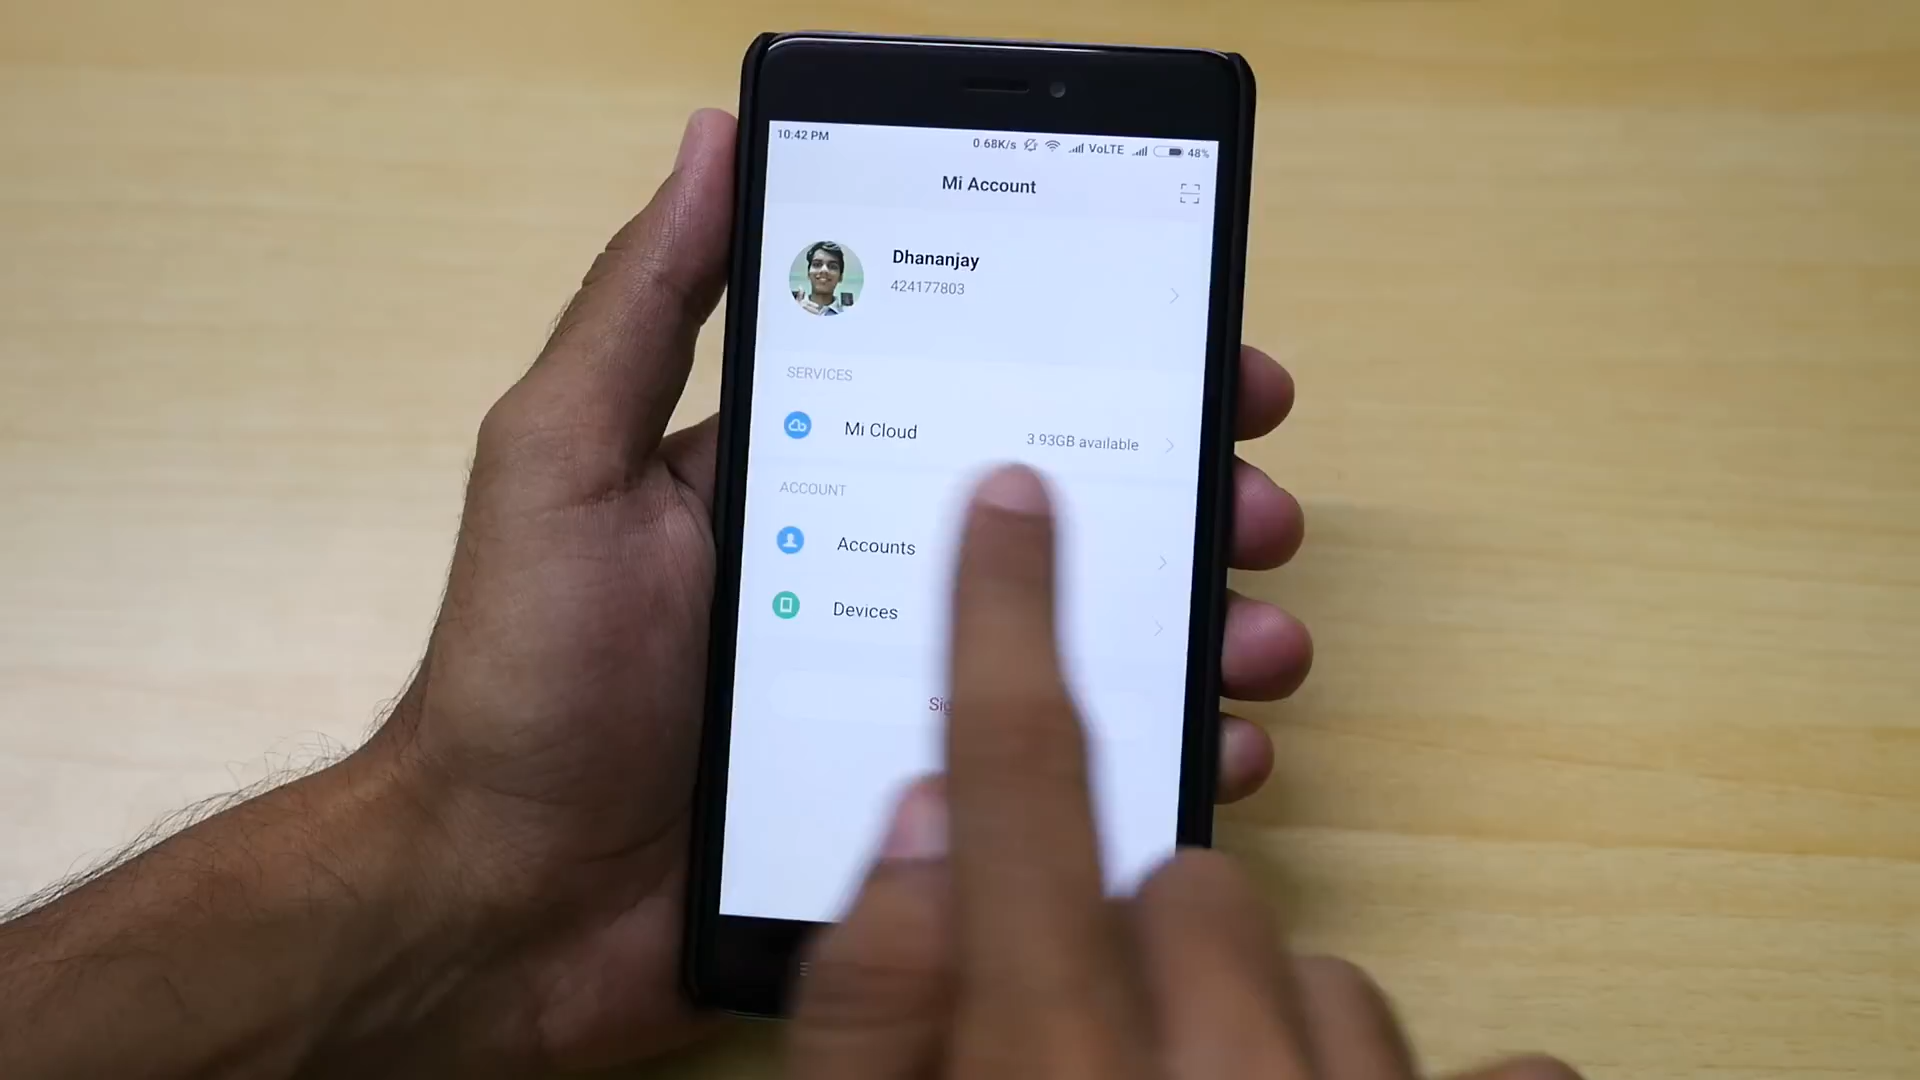 10:42 PM
0.68K/s VoLTE 48%
Mi Account
Dhananjay
424177803
SERVICES
Mi Cloud 3.93GB available
ACCOUNT
Accounts
Devices